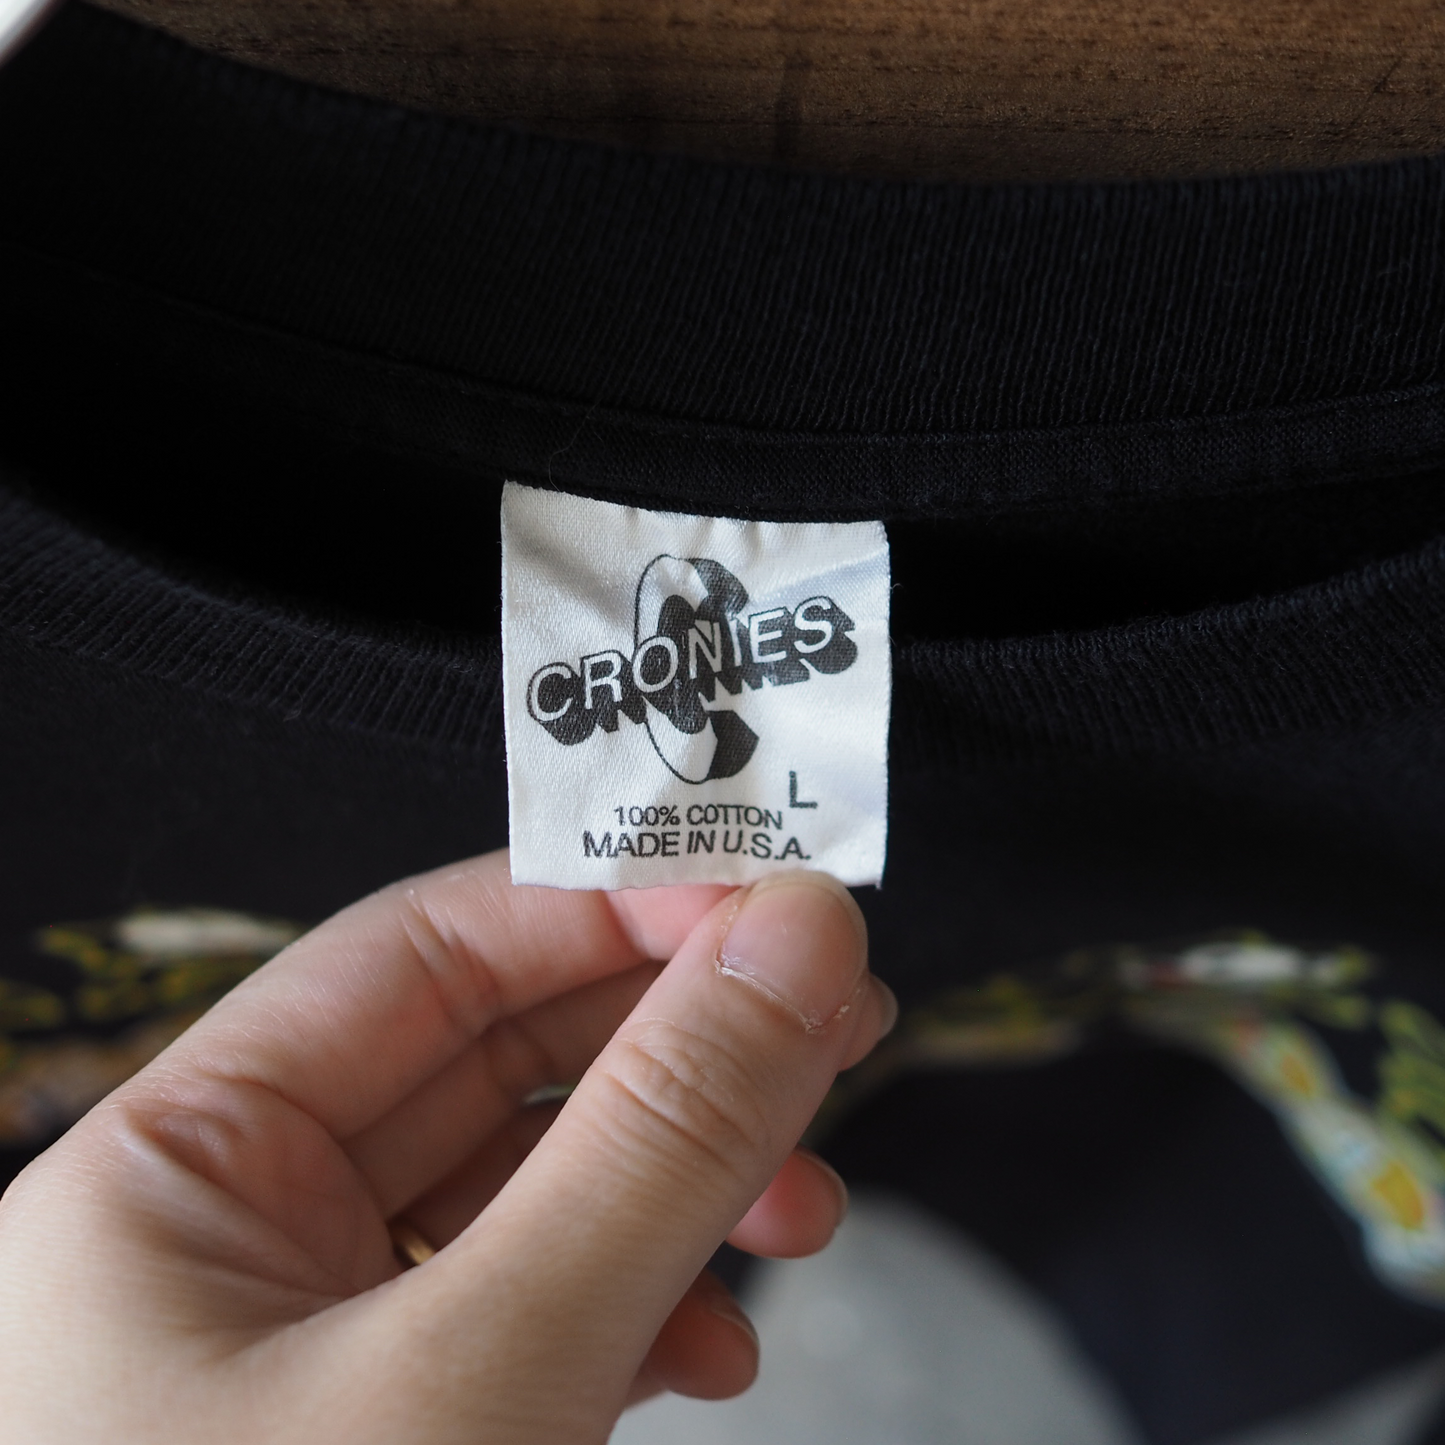 CRONIES
L
100% COTTON
MADE IN U.S.A.